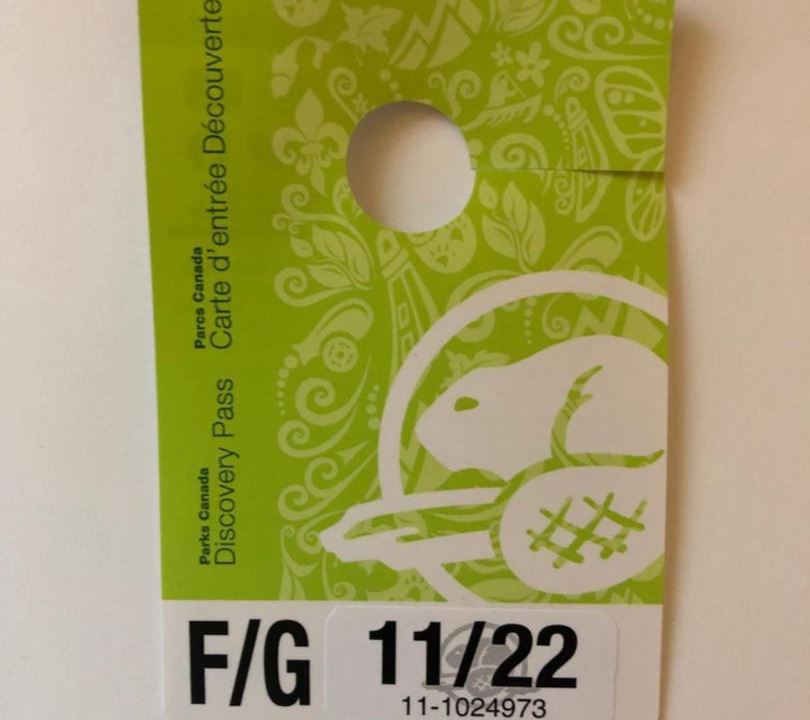 Parks Canada
Discovery Pass
Parcs Canada
Carte d'entrée Découverte
F/G
11/22
11-1024973